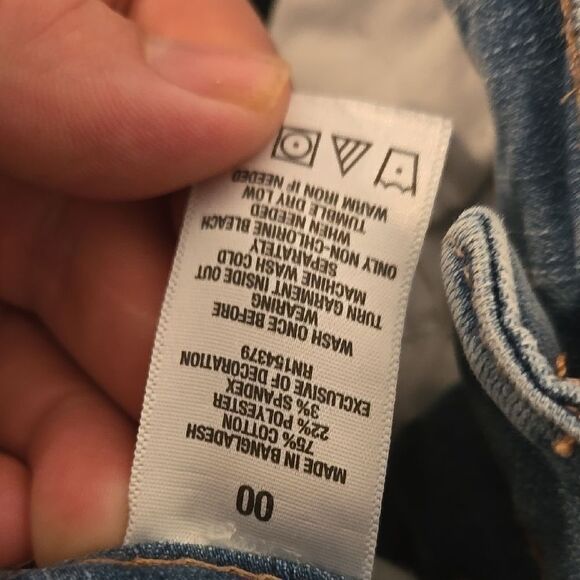 00
MADE IN BANGLADESH
75% COTTON
22% POLYESTER
3% SPANDEX
EXCLUSIVE OF DECORATION
RN154379
WASH ONCE BEFORE
WEARING
TURN GARMENT INSIDE OUT
MACHINE WASH COLD
SEPARATELY
ONLY NON-CHLORINE BLEACH
WHEN NEEDED
TUMBLE DRY LOW
WARM IRON IF NEEDED